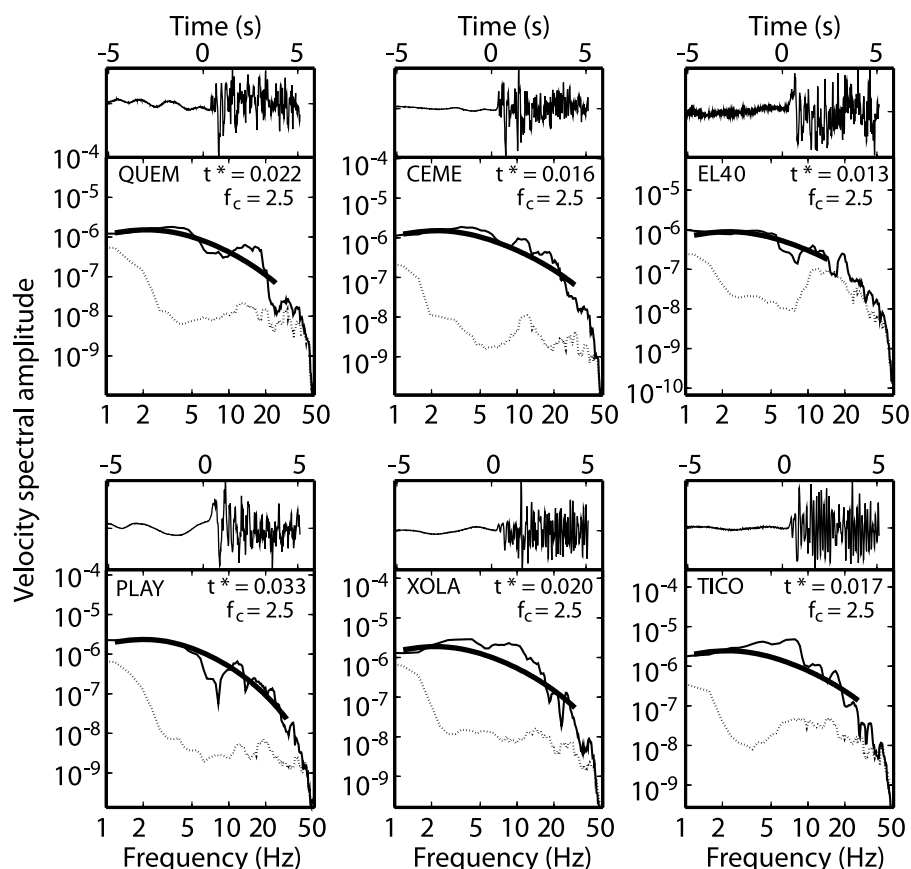 Time (s) Time (s) Time (s)
-5 0 5 -5 0 5 -5 0 5
Velocity spectral amplitude
10-4 10-4
QUEM t * = 0.022 CEME t * = 0.016 EL40 t * = 0.013
fc = 2.5 fc = 2.5 fc = 2.5
10-5 10-5 10-5
10-6 10-6 10-6
10-7 10-7 10-7
10-8 10-8 10-8
10-9 10-9 10-9
10-10
1 2 5 10 20 50 1 2 5 10 20 50 1 2 5 10 20 50
-5 0 5 -5 0 5 -5 0 5
10-4 10-4 10-4
PLAY t * = 0.033 XOLA t * = 0.020 TICO t * = 0.017
fc = 2.5 fc = 2.5 fc = 2.5
10-5 10-5 10-5
10-6 10-6 10-6
10-7 10-7 10-7
10-8 10-8 10-8
10-9 10-9 10-9
1 2 5 10 20 50 1 2 5 10 20 50 1 2 5 10 20 50
Frequency (Hz) Frequency (Hz) Frequency (Hz)